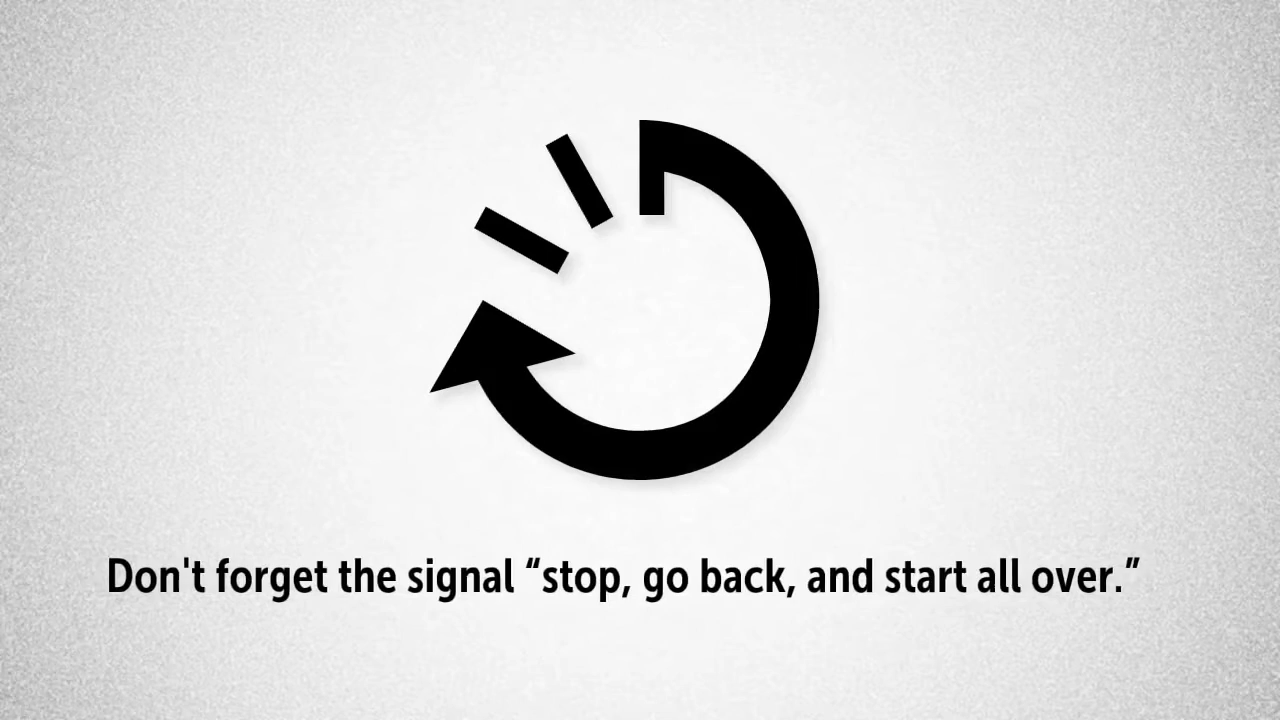 Don't forget the signal “stop, go back, and start all over.”